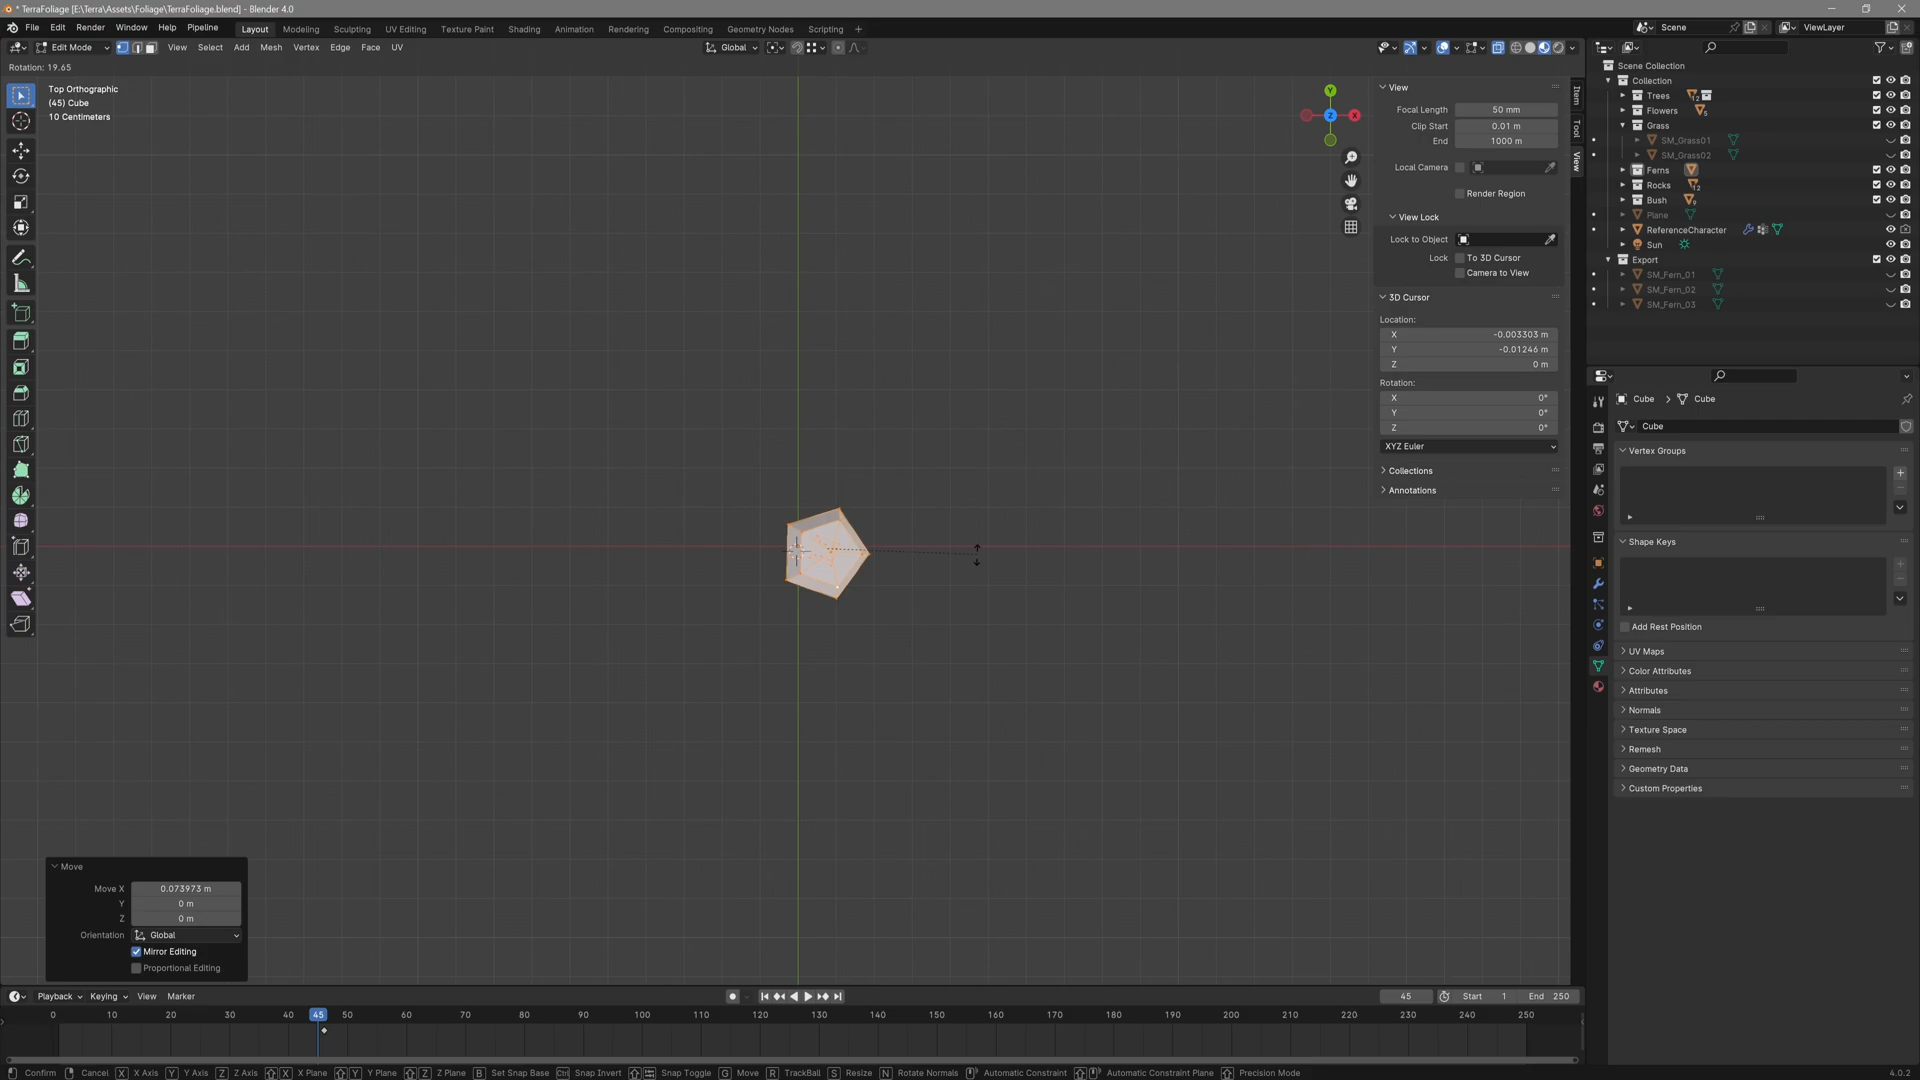 * TerraFoliage [E:\Terra\Assets\Foliage\TerraFoliage.blend] - Blender 4.0
File Edit Render Window Help Pipeline Layout Modeling Sculpting UV Editing Texture Paint Shading Animation Rendering Compositing Geometry Nodes Scripting + Scene ViewLayer
Edit Mode View Select Add Mesh Vertex Edge Face UV Global
Rotation: 19.65
Top Orthographic
(45) Cube
10 Centimeters
Y
Z
X
View
Focal Length 50 mm
Clip Start 0.01 m
End 1000 m
Local Camera
Render Region
View Lock
Lock to Object
Lock To 3D Cursor
Camera to View
3D Cursor
Location:
X -0.003303 m
Y -0.01246 m
Z 0 m
Rotation:
X 0°
Y 0°
Z 0°
XYZ Euler
Collections
Annotations
Item
Tool
View
Scene Collection
Collection
Trees 12
Flowers 5
Grass
SM_Grass01
SM_Grass02
Ferns
Rocks 12
Bush 9
Plane
ReferenceCharacter
Sun
Export
SM_Fern_01
SM_Fern_02
SM_Fern_03
Cube > Cube
Cube
Vertex Groups
Shape Keys
Add Rest Position
UV Maps
Color Attributes
Attributes
Normals
Texture Space
Remesh
Geometry Data
Custom Properties
Move
Move X 0.073973 m
Y 0 m
Z 0 m
Orientation Global
Mirror Editing
Proportional Editing
Playback Keying View Marker 45 Start 1 End 250
0 10 20 30 40 45 50 60 70 80 90 100 110 120 130 140 150 160 170 180 190 200 210 220 230 240 250
Confirm Cancel X X Axis Y Y Axis Z Z Axis X X Plane Y Y Plane Z Z Plane B Set Snap Base Ctrl Snap Invert Snap Toggle G Move R TrackBall S Resize N Rotate Normals Automatic Constraint Automatic Constraint Plane Precision Mode 4.0.2